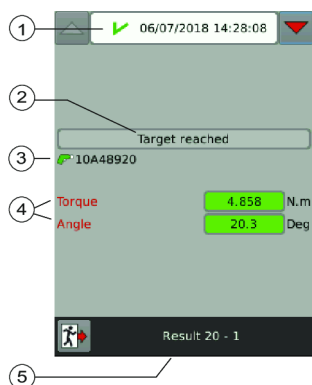 1
06/07/2018 14:28:08
2
Target reached
3
10A48920
4
Torque 4.858 N.m
Angle 20.3 Deg
Result 20 - 1
5